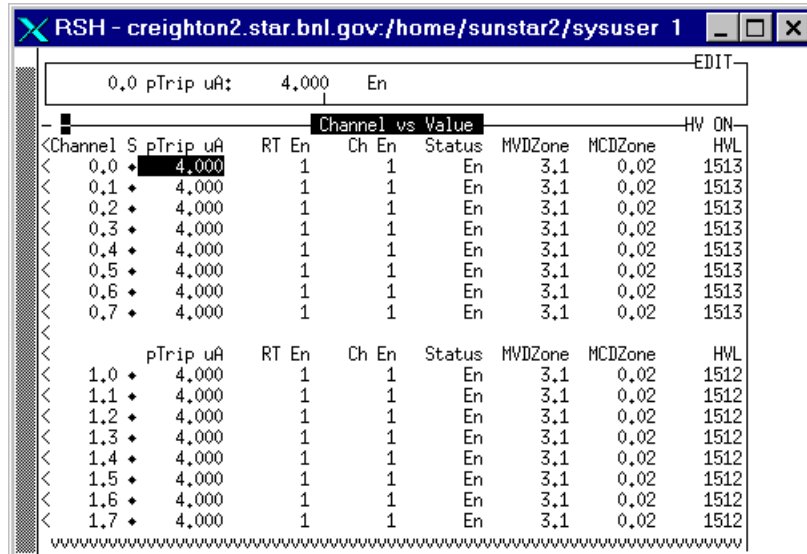 RSH - creighton2.star.bnl.gov:/home/sunstar2/sysuser 1
EDIT
0.0 pTrip uA: 4.000 En
Channel vs Value HV ON
<Channel S pTrip uA RT En Ch En Status MVDZone MCDZone HVL
< 0.0 ◆ 4.000 1 1 En 3.1 0.02 1513
< 0.1 ◆ 4.000 1 1 En 3.1 0.02 1513
< 0.2 ◆ 4.000 1 1 En 3.1 0.02 1513
< 0.3 ◆ 4.000 1 1 En 3.1 0.02 1513
< 0.4 ◆ 4.000 1 1 En 3.1 0.02 1513
< 0.5 ◆ 4.000 1 1 En 3.1 0.02 1513
< 0.6 ◆ 4.000 1 1 En 3.1 0.02 1513
< 0.7 ◆ 4.000 1 1 En 3.1 0.02 1513
<
< pTrip uA RT En Ch En Status MVDZone MCDZone HVL
< 1.0 ◆ 4.000 1 1 En 3.1 0.02 1512
< 1.1 ◆ 4.000 1 1 En 3.1 0.02 1512
< 1.2 ◆ 4.000 1 1 En 3.1 0.02 1512
< 1.3 ◆ 4.000 1 1 En 3.1 0.02 1512
< 1.4 ◆ 4.000 1 1 En 3.1 0.02 1512
< 1.5 ◆ 4.000 1 1 En 3.1 0.02 1512
< 1.6 ◆ 4.000 1 1 En 3.1 0.02 1512
< 1.7 ◆ 4.000 1 1 En 3.1 0.02 1512
vvvvvvvvvvvvvvvvvvvvvvvvvvvvvvvvvvvvvvvvvvvvvvvvvvvvvvvvvvvvvvvvvvvvvvvvvvvv